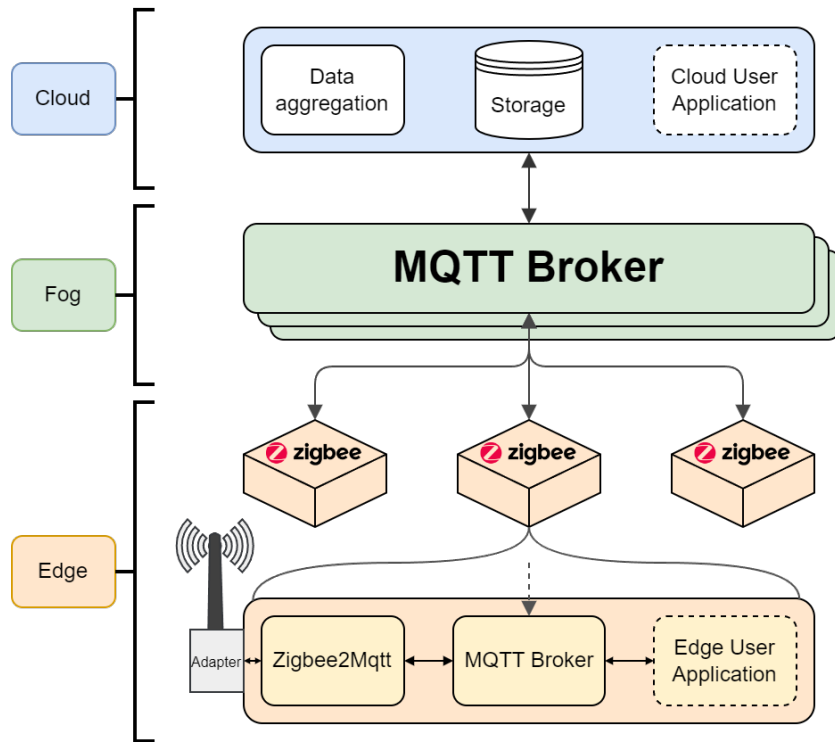 Cloud
Data
aggregation
Storage
Cloud User
Application
Fog
MQTT Broker
zigbee
zigbee
zigbee
Edge
Adapter
Zigbee2Mqtt
MQTT Broker
Edge User
Application